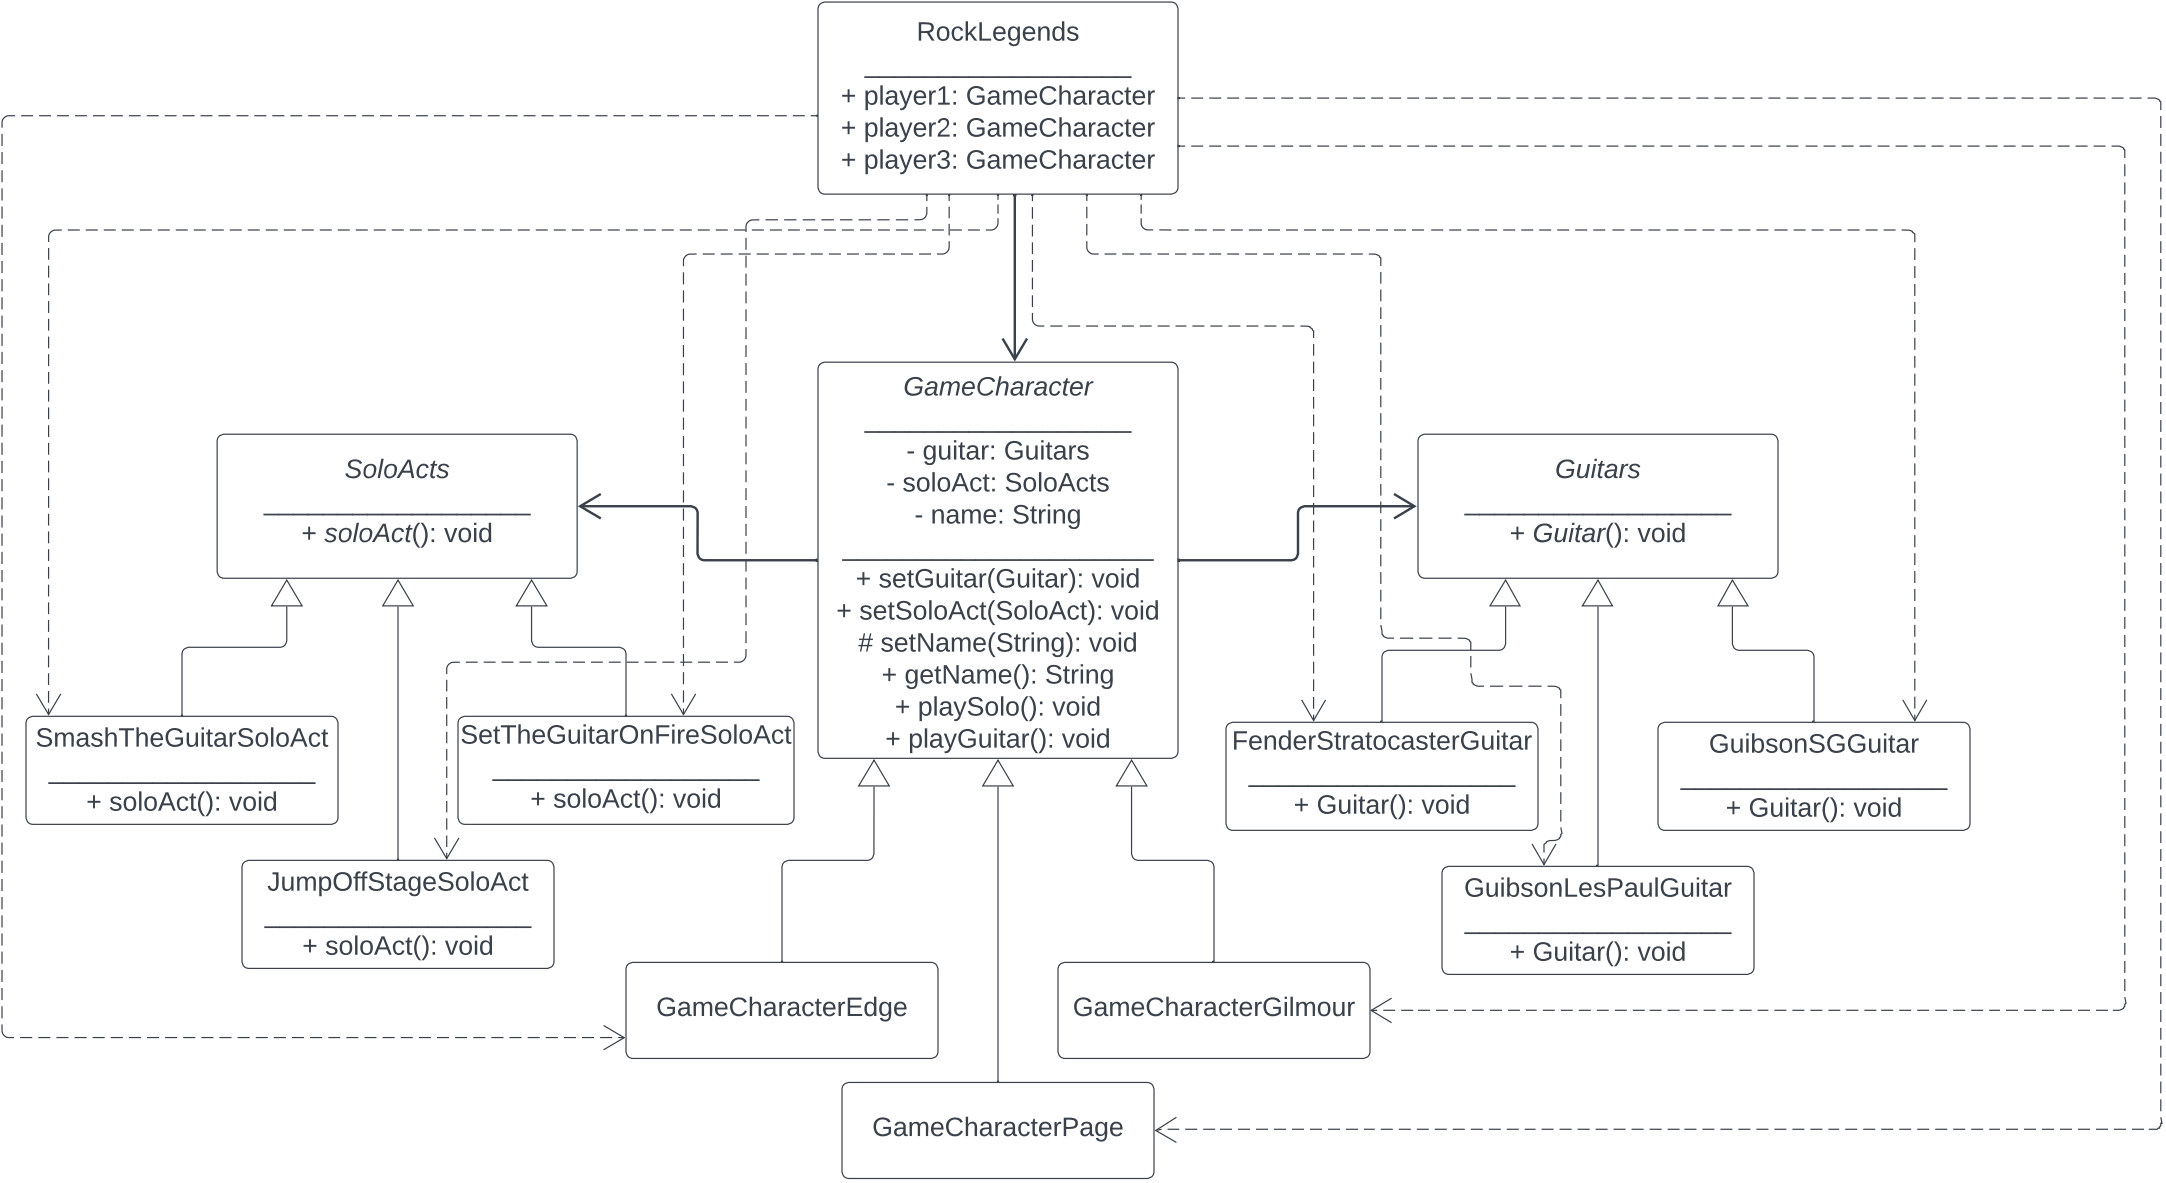 RockLegends
+ player1: GameCharacter
+ player2: GameCharacter
+ player3: GameCharacter
GameCharacter
- guitar: Guitars
- soloAct: SoloActs
- name: String
+ setGuitar(Guitar): void
+ setSoloAct(SoloAct): void
# setName(String): void
+ getName(): String
+ playSolo(): void
+ playGuitar(): void
SoloActs
+ soloAct(): void
Guitars
+ Guitar(): void
SmashTheGuitarSoloAct
+ soloAct(): void
SetTheGuitarOnFireSoloAct
+ soloAct(): void
JumpOffStageSoloAct
+ soloAct(): void
FenderStratocasterGuitar
+ Guitar(): void
GuibsonSGGuitar
+ Guitar(): void
GuibsonLesPaulGuitar
+ Guitar(): void
GameCharacterEdge
GameCharacterGilmour
GameCharacterPage